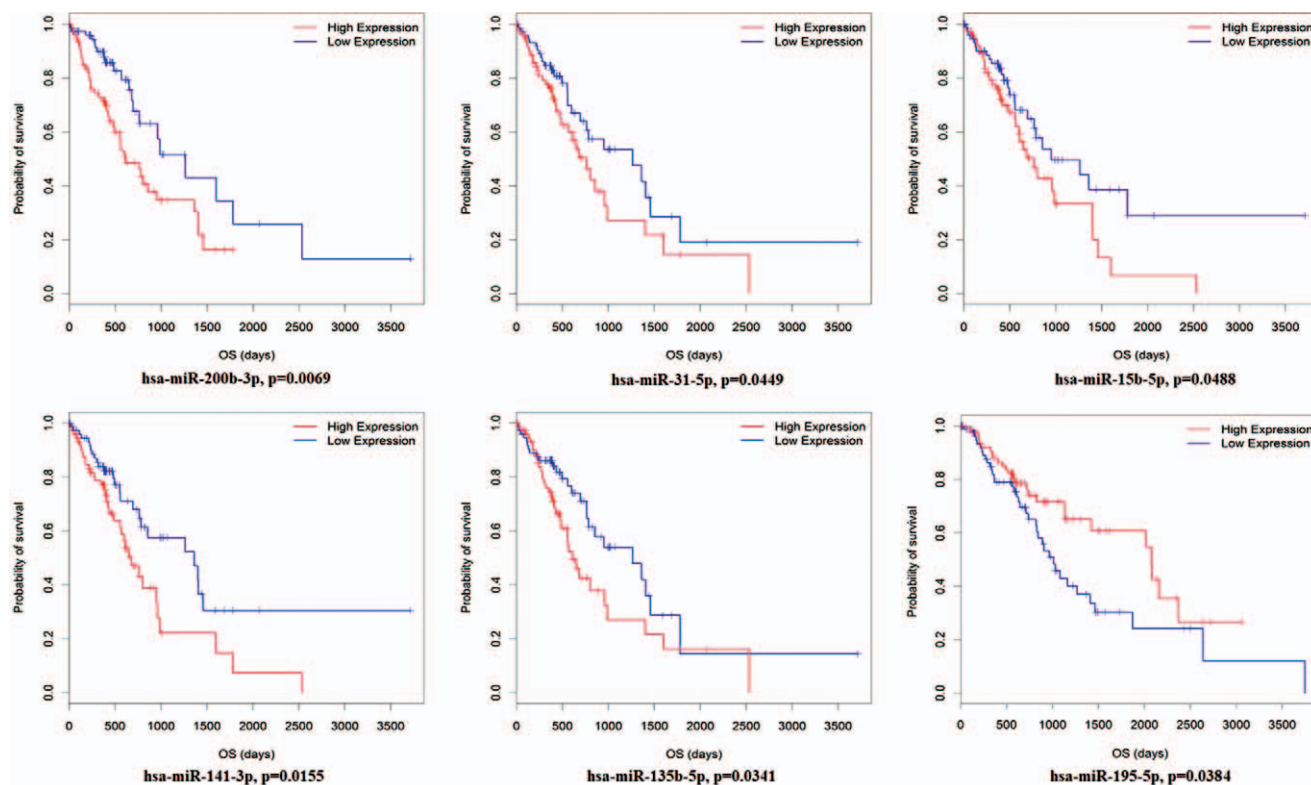 High Expression
Low Expression
Probability of survival
0.0 0.2 0.4 0.6 0.8 1.0
0 500 1000 1500 2000 2500 3000 3500
OS (days)
hsa-miR-200b-3p, p=0.0069
High Expression
Low Expression
Probability of survival
0.0 0.2 0.4 0.6 0.8 1.0
0 500 1000 1500 2000 2500 3000 3500
OS (days)
hsa-miR-31-5p, p=0.0449
High Expression
Low Expression
Probability of survival
0.0 0.2 0.4 0.6 0.8 1.0
0 500 1000 1500 2000 2500 3000 3500
OS (days)
hsa-miR-15b-5p, p=0.0488
High Expression
Low Expression
Probability of survival
0.0 0.2 0.4 0.6 0.8 1.0
0 500 1000 1500 2000 2500 3000 3500
OS (days)
hsa-miR-141-3p, p=0.0155
High Expression
Low Expression
Probability of survival
0.0 0.2 0.4 0.6 0.8 1.0
0 500 1000 1500 2000 2500 3000 3500
OS (days)
hsa-miR-135b-5p, p=0.0341
High Expression
Low Expression
Probability of survival
0.0 0.2 0.4 0.6 0.8 1.0
0 500 1000 1500 2000 2500 3000 3500
OS (days)
hsa-miR-195-5p, p=0.0384